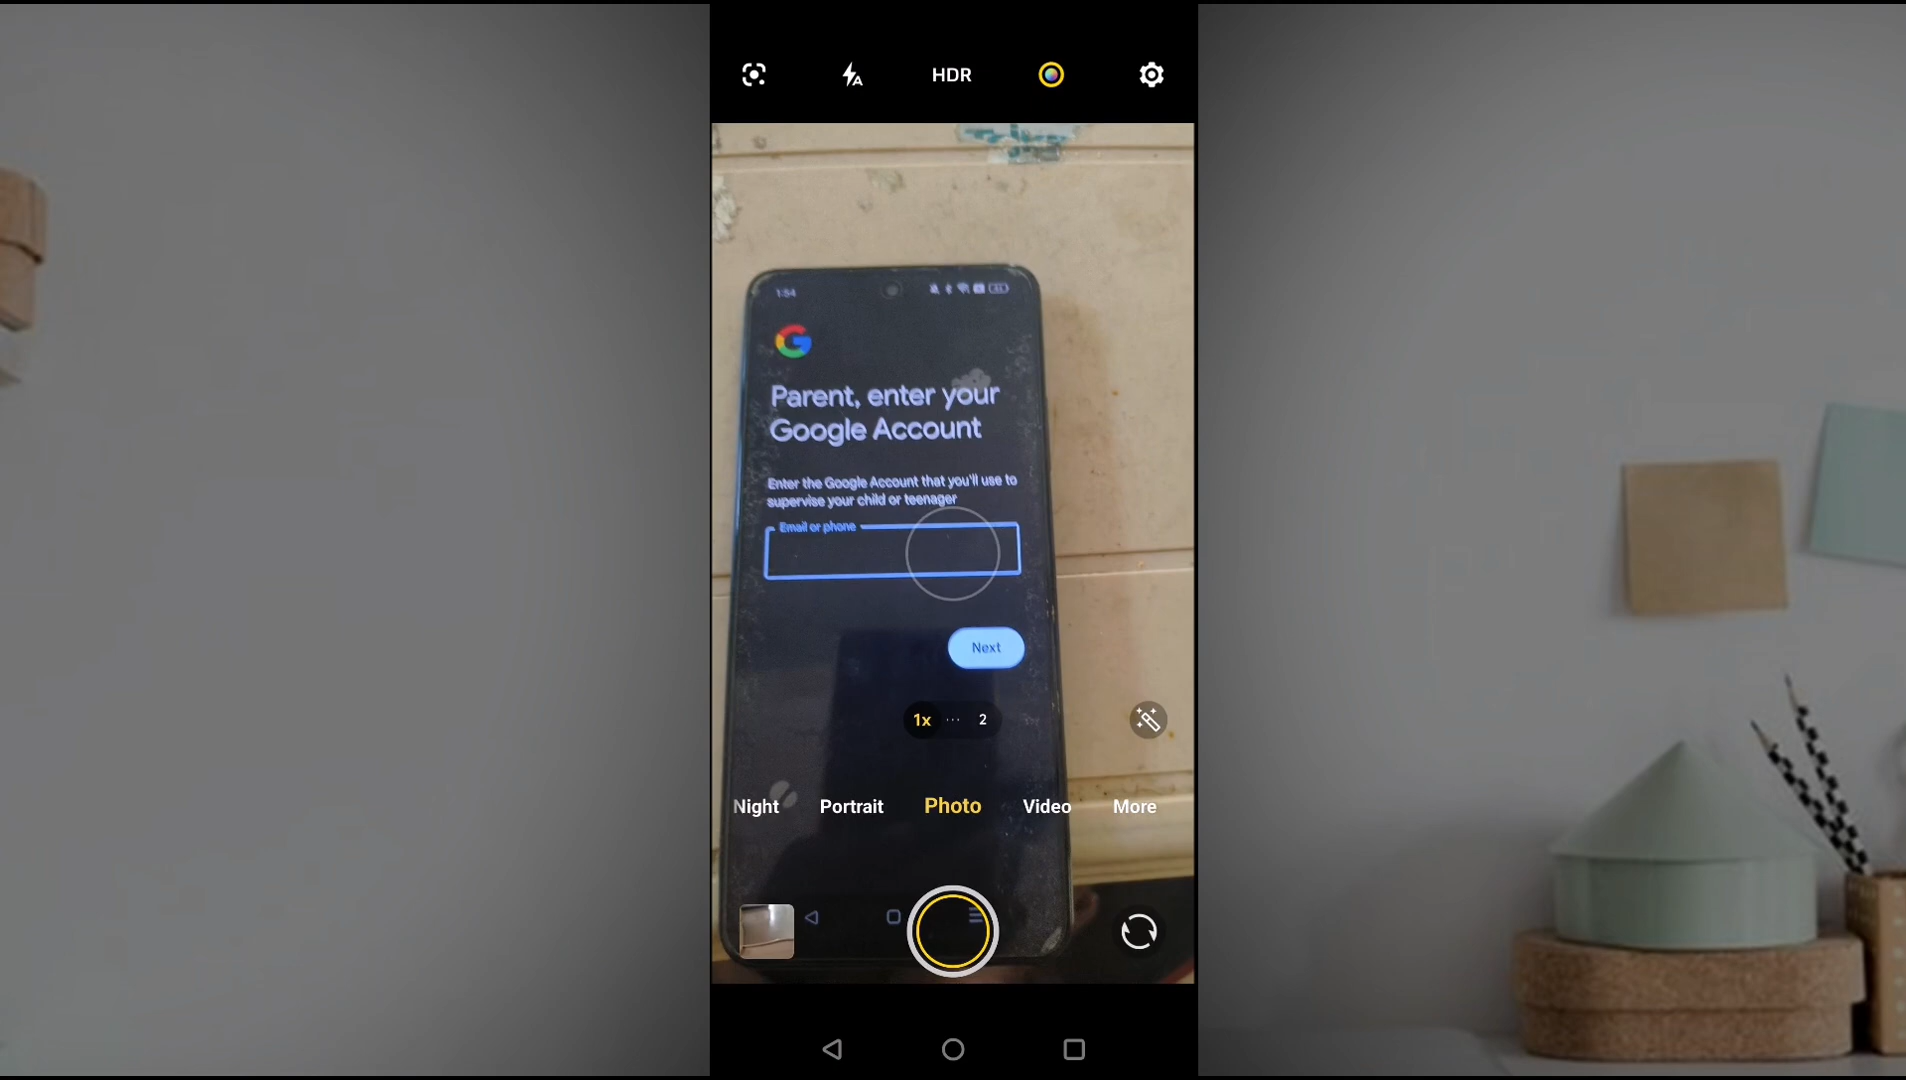 HDR
1:54
Parent, enter your
Google Account
Enter the Google Account that you'll use to
supervise your child or teenager
Email or phone
Next
1x
2
Night
Portrait
Photo
Video
More